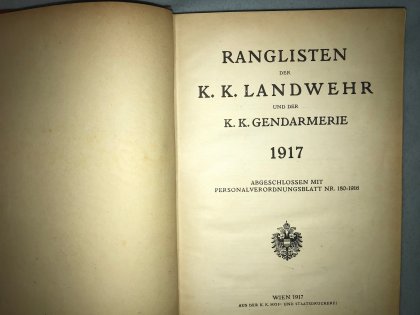 RANGLISTEN
DER
K. K. LANDWEHR
UND DER
K. K. GENDARMERIE
1917
ABGESCHLOSSEN MIT
PERSONALVERORDNUNGSBLATT NR. 180-1916
WIEN 1917
AUS DER K. K. HOF- UND STAATSDRUCKEREI